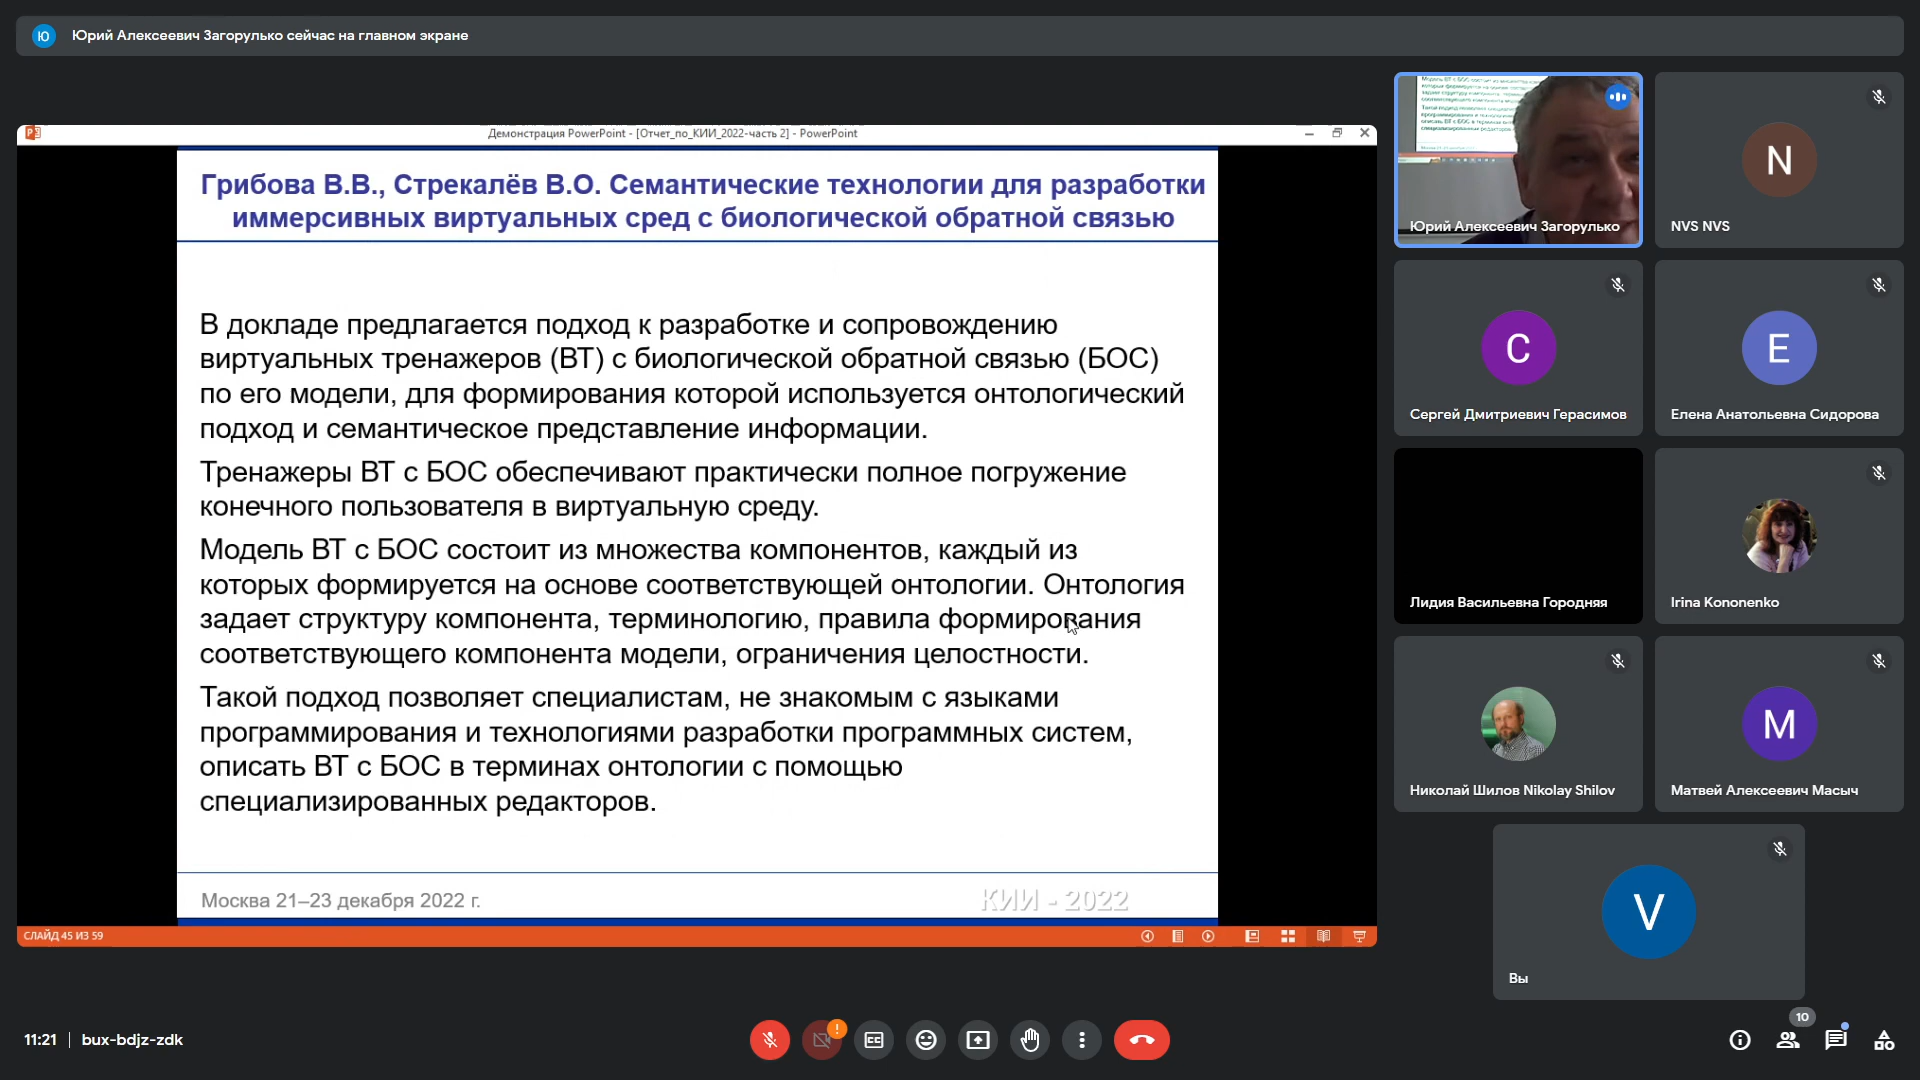 Ю Юрий Алексеевич Загорулько сейчас на главном экране
Демонстрация PowerPoint - [Отчет_по_КИИ_2022-часть 2] - PowerPoint
Грибова В.В., Стрекалёв В.О. Семантические технологии для разработки
иммерсивных виртуальных сред с биологической обратной связью
В докладе предлагается подход к разработке и сопровождению
виртуальных тренажеров (ВТ) с биологической обратной связью (БОС)
по его модели, для формирования которой используется онтологический
подход и семантическое представление информации.
Тренажеры ВТ с БОС обеспечивают практически полное погружение
конечного пользователя в виртуальную среду.
Модель ВТ с БОС состоит из множества компонентов, каждый из
которых формируется на основе соответствующей онтологии. Онтология
задает структуру компонента, терминологию, правила формирования
соответствующего компонента модели, ограничения целостности.
Такой подход позволяет специалистам, не знакомым с языками
программирования и технологиями разработки программных систем,
описать ВТ с БОС в терминах онтологии с помощью
специализированных редакторов.
Москва 21–23 декабря 2022 г.
КИИ - 2022
СЛАЙД 45 ИЗ 59
Юрий Алексеевич Загорулько
N
NVS NVS
С
Сергей Дмитриевич Герасимов
Е
Елена Анатольевна Сидорова
Лидия Васильевна Городняя
Irina Kononenko
Николай Шилов Nikolay Shilov
М
Матвей Алексеевич Масыч
V
Вы
11:21 | bux-bdjz-zdk
10